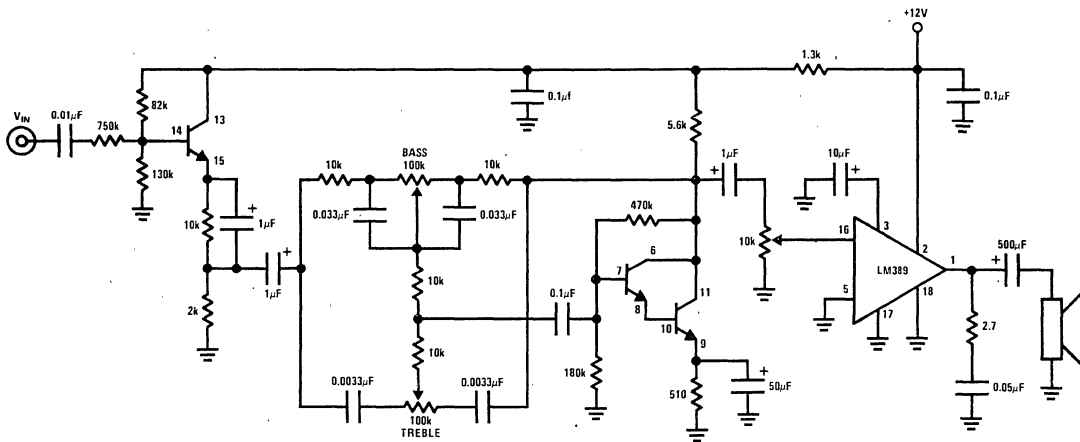 +12V
1.3k
V_IN
0.01µF
750k
82k
14
13
15
130k
0.1µf
5.6k
0.1µF
10k
BASS
100k
10k
1µF
10µF
10k
1µF
0.033µF
0.033µF
470k
10k
16
3
2
LM389
1
500µF
1µF
10k
0.1µF
7
6
8
11
10
9
5
18
17
2k
10k
180k
2.7
0.0033µF
0.0033µF
100k
TREBLE
510
50µF
0.05µF
+
+
+
+
+
+